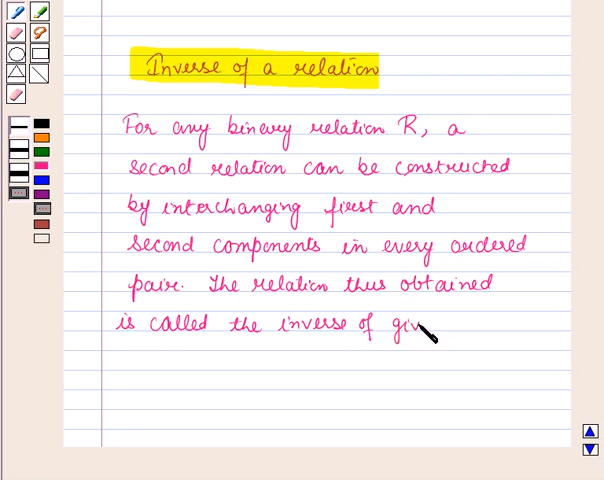 Inverse of a relation
For any binary relation R, a
second relation can be constructed
by interchanging first and
second components in every ordered
pair. The relation thus obtained
is called the inverse of giv